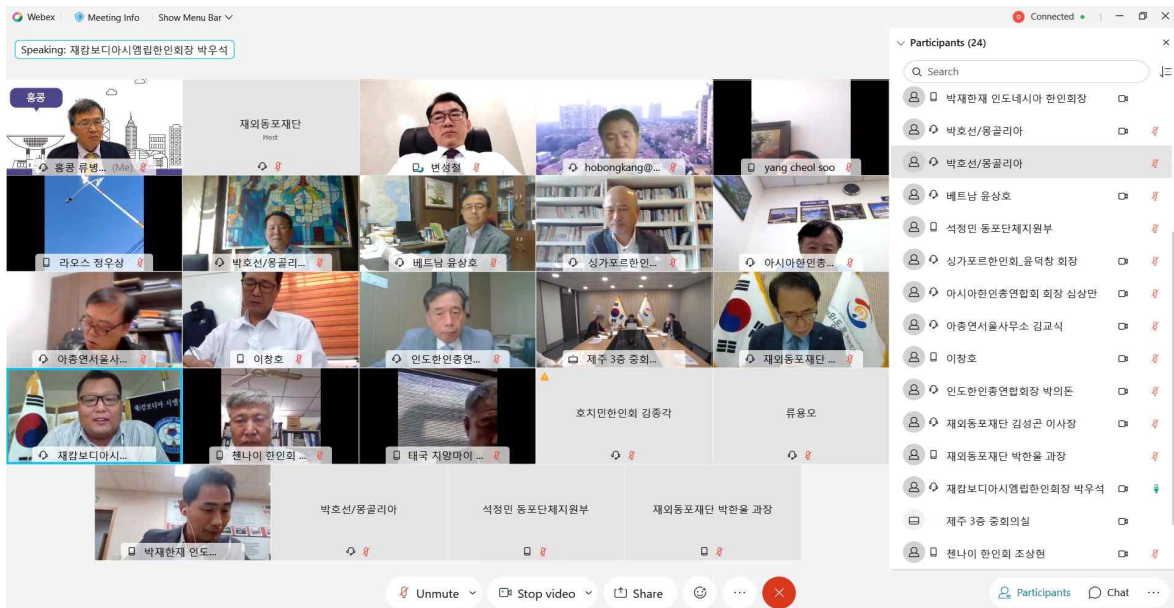 Webex
Meeting Info
Show Menu Bar
Connected
Speaking: 재캄보디아시엠립한인회장 박우석
홍콩
홍콩 류병... (Me)
재외동포재단
Host
변성철
hobongkang@...
yang cheol soo
라오스 정우상
박호선/몽골리...
베트남 윤상호
싱가포르한인...
아시아한인총...
아총연서울사...
이창호
인도한인총연...
제주 3층 중회...
재외동포재단 ...
재캄보디아시...
첸나이 한인회 ...
태국 치앙마이 ...
호치민한인회 김종각
류용오
박재한재 인도...
박호선/몽골리아
석정민 동포단체지원부
재외동포재단 박한울 과장
Unmute
Stop video
Share
Participants (24)
Search
박재한재 인도네시아 한인회장
박호선/몽골리아
박호선/몽골리아
베트남 윤상호
석정민 동포단체지원부
싱가포르한인회_윤덕창 회장
아시아한인총연합회 회장 심상만
아총연서울사무소 김교식
이창호
인도한인총연합회장 박의돈
재외동포재단 김성곤 이사장
재외동포재단 박한울 과장
재캄보디아시엠립한인회장 박우석
제주 3층 중회의실
첸나이 한인회 조상현
Participants
Chat